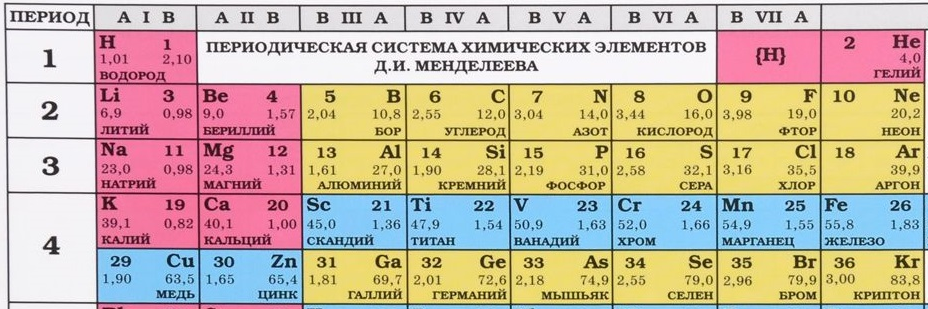 ПЕРИОД А I В А II В В III А В IV А В V А В VI А В VII А
1 H 1 ПЕРИОДИЧЕСКАЯ СИСТЕМА ХИМИЧЕСКИХ ЭЛЕМЕНТОВ {H} 2 He
1,01 2,10 Д.И. МЕНДЕЛЕЕВА 4,0
ВОДОРОД ГЕЛИЙ
2 Li 3 Be 4 5 B 6 C 7 N 8 O 9 F 10 Ne
6,9 0,98 9,0 1,57 2,04 10,8 2,55 12,0 3,04 14,0 3,44 16,0 3,98 19,0 20,2
ЛИТИЙ БЕРИЛЛИЙ БОР УГЛЕРОД АЗОТ КИСЛОРОД ФТОР НЕОН
3 Na 11 Mg 12 13 Al 14 Si 15 P 16 S 17 Cl 18 Ar
23,0 0,98 24,3 1,31 1,61 27,0 1,90 28,1 2,19 31,0 2,58 32,1 3,16 35,5 39,9
НАТРИЙ МАГНИЙ АЛЮМИНИЙ КРЕМНИЙ ФОСФОР СЕРА ХЛОР АРГОН
4 K 19 Ca 20 Sc 21 Ti 22 V 23 Cr 24 Mn 25 Fe 26
39,1 0,82 40,1 1,00 45,0 1,36 47,9 1,54 50,9 1,63 52,0 1,66 54,9 1,55 55,8 1,83
КАЛИЙ КАЛЬЦИЙ СКАНДИЙ ТИТАН ВАНАДИЙ ХРОМ МАРГАНЕЦ ЖЕЛЕЗО
29 Cu 30 Zn 31 Ga 32 Ge 33 As 34 Se 35 Br 36 Kr
1,90 63,5 1,65 65,4 1,81 69,7 2,01 72,6 2,18 74,9 2,55 79,0 2,96 79,9 3,00 83,8
МЕДЬ ЦИНК ГАЛЛИЙ ГЕРМАНИЙ МЫШЬЯК СЕЛЕН БРОМ КРИПТОН